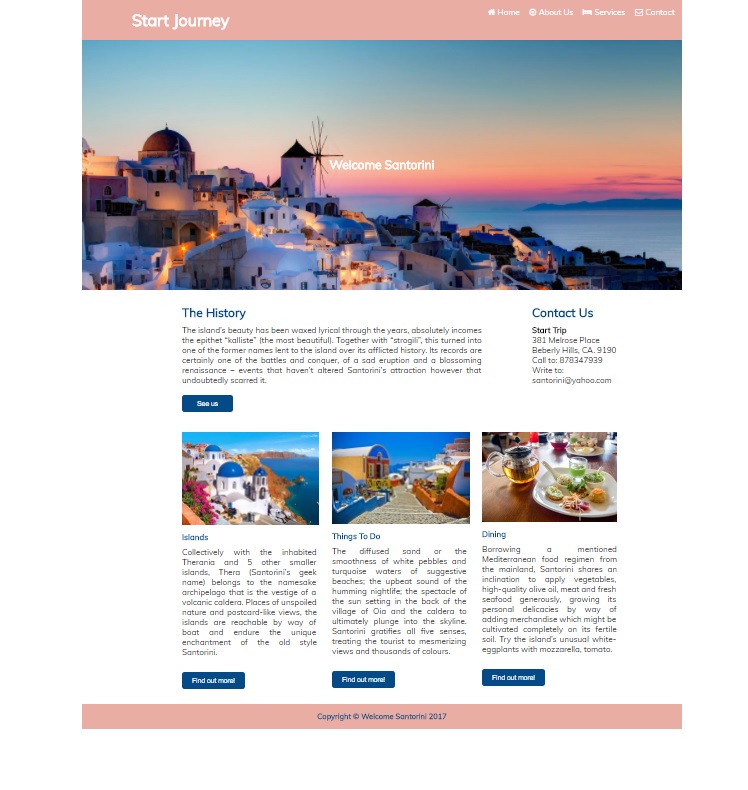 Start Journey
Home About Us Services Contact
Welcome Santorini
The History
The island's beauty has been waxed lyrical through the years, absolutely incomes
the epithet “kalliste” (the most beautiful). Together with “strogili”, this turned into
one of the former names lent to the island over its afflicted history. Its records are
certainly one of the battles and conquer, of a sad eruption and a blossoming
renaissance – events that haven't altered Santorini's attraction however that
undoubtedly scarred it.
See us
Contact Us
Start Trip
381 Melrose Place
Beberly Hills, CA. 9190
Call to: 878347939
Write to:
santorini@yahoo.com
Islands
Collectively with the inhabited
Therania and 5 other smaller
islands, Thera (Santorini's geek
name) belongs to the namesake
archipelago that is the vestige of a
volcanic caldera. Places of unspoiled
nature and postcard-like views, the
islands are reachable by way of
boat and endure the unique
enchantment of the old style
Santorini.
Find out more!
Things To Do
The diffused sand or the
smoothness of white pebbles and
turquoise waters of suggestive
beaches; the upbeat sound of the
humming nightlife; the spectacle of
the sun setting in the back of the
village of Oia and the caldera to
ultimately plunge into the skyline.
Santorini gratifies all five senses,
treating the tourist to mesmerizing
views and thousands of colours.
Find out more!
Dining
Borrowing a mentioned
Mediterranean food regimen from
the mainland, Santorini shares an
inclination to apply vegetables,
high-quality olive oil, meat and fresh
seafood generously, growing its
personal delicacies by way of
adding merchandise which might be
cultivated completely on its fertile
soil. Try the island's unusual white-
eggplants with mozzarella, tomato.
Find out more!
Copyright © Welcome Santorini 2017